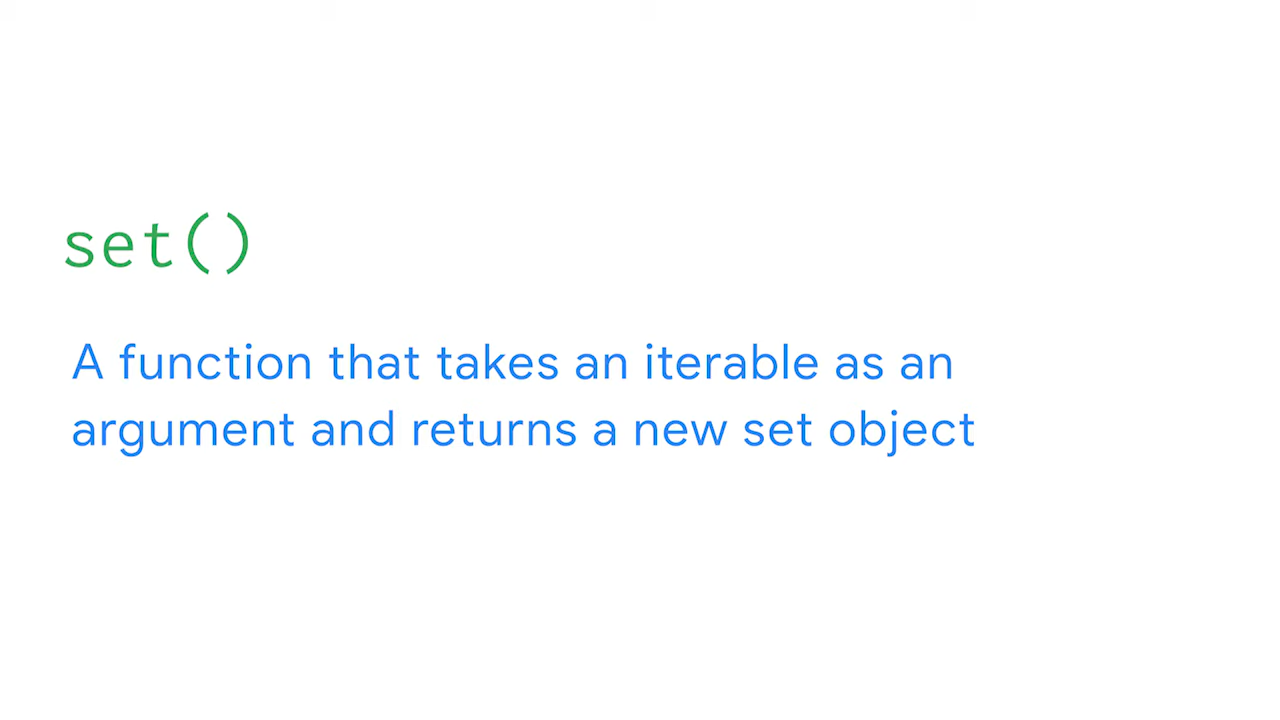 set()
A function that takes an iterable as an
argument and returns a new set object